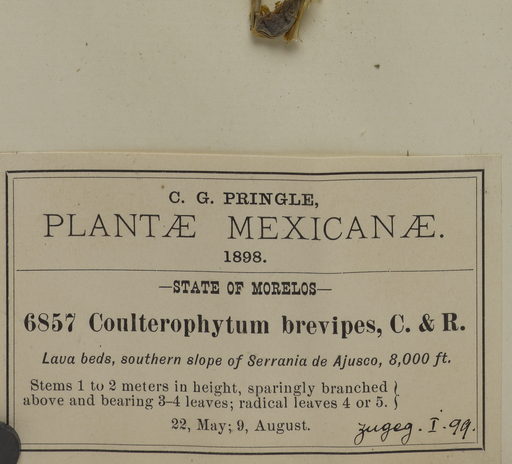 C. G. PRINGLE,
PLANTÆ MEXICANÆ.
1898.
—STATE OF MORELOS—
6857 Coulterophytum brevipes, C. & R.
Lava beds, southern slope of Serrania de Ajusco, 8,000 ft.
Stems 1 to 2 meters in height, sparingly branched
above and bearing 3-4 leaves; radical leaves 4 or 5.
22, May; 9, August.
zugeg. I. 99.